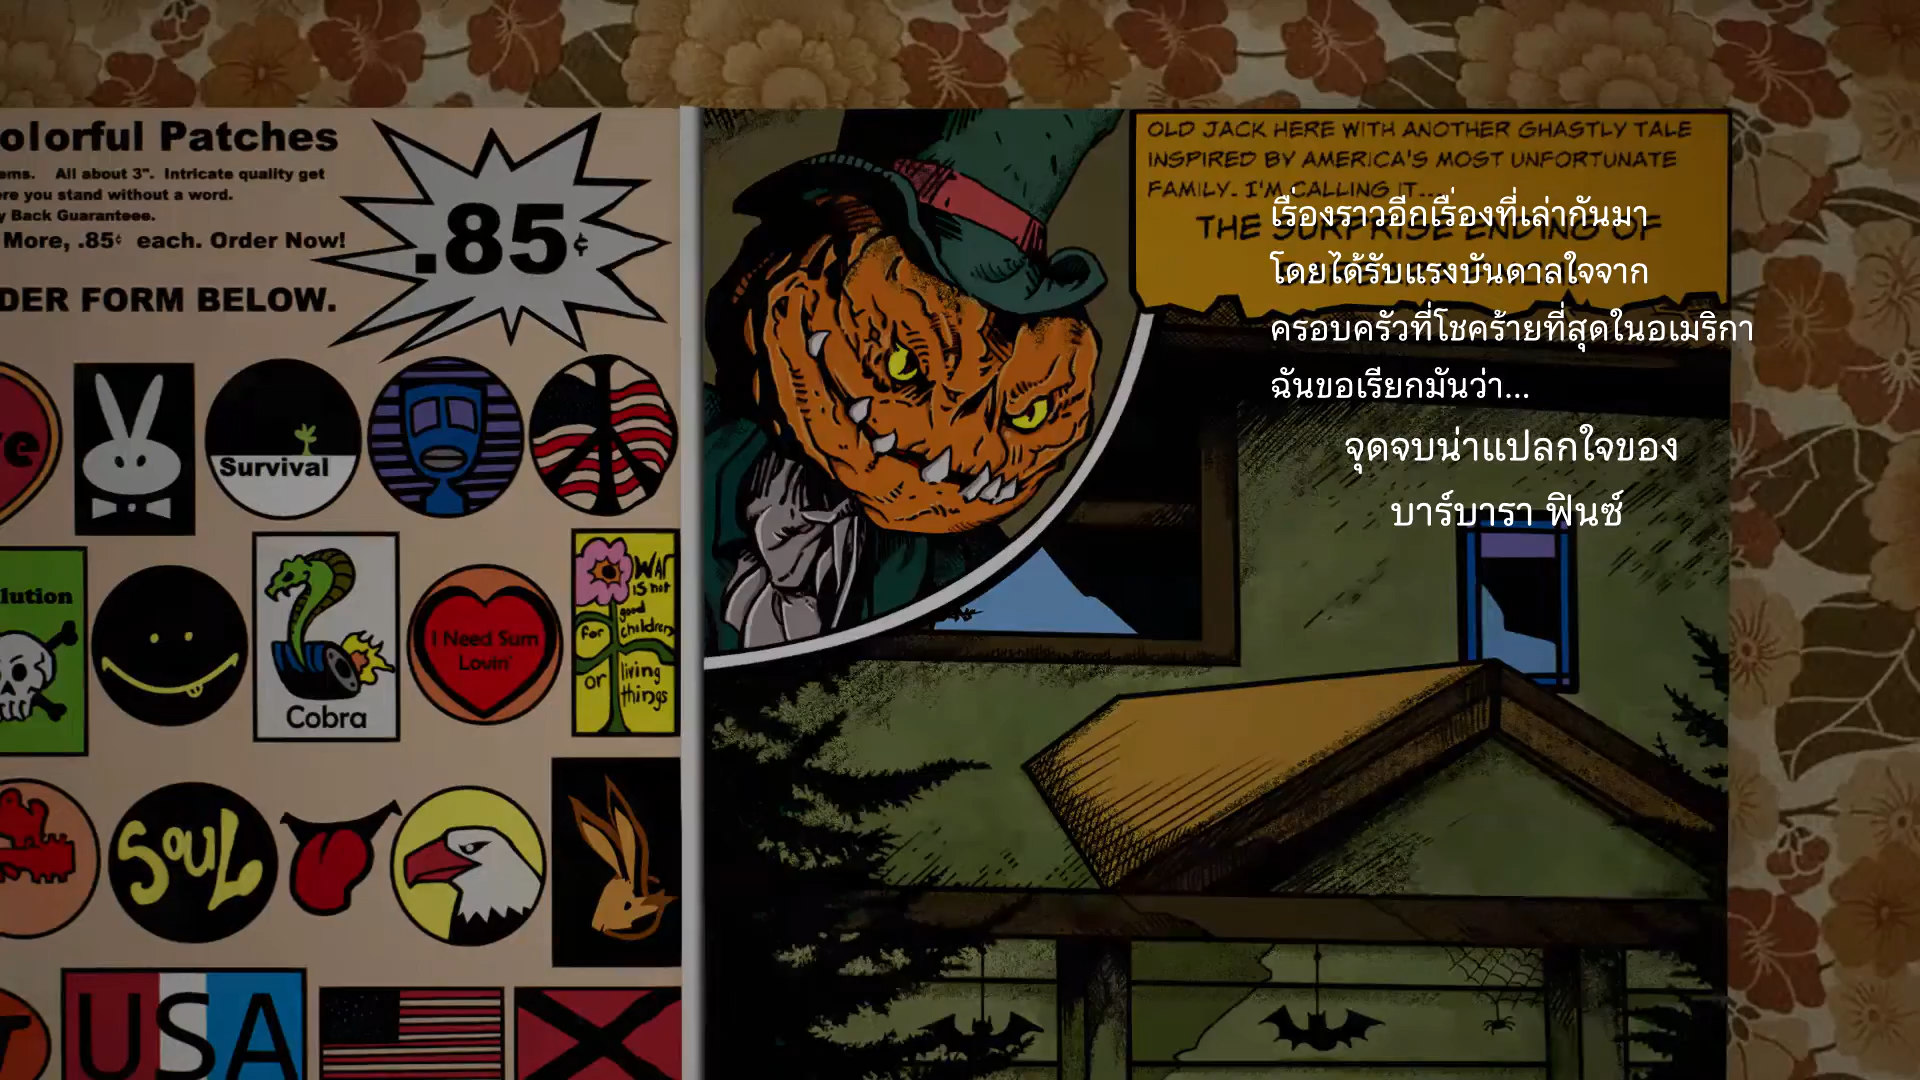 olorful Patches
ems. All about 3". Intricate quality get
ere you stand without a word.
y Back Guaranteee.
More, .85¢ each. Order Now!
DER FORM BELOW.
.85¢
Survival
lution
Cobra
I Need Sum
Lovin'
War
is not
good
for children
or living
things
SOUL
USA
OLD JACK HERE WITH ANOTHER GHASTLY TALE
INSPIRED BY AMERICA'S MOST UNFORTUNATE
FAMILY. I'M CALLING IT...
THE SURPRISE ENDING OF
เรื่องราวอีกเรื่องที่เล่ากันมา
โดยได้รับแรงบันดาลใจจาก
ครอบครัวที่โชคร้ายที่สุดในอเมริกา
ฉันขอเรียกมันว่า...
จุดจบน่าแปลกใจของ
บาร์บารา ฟินซ์